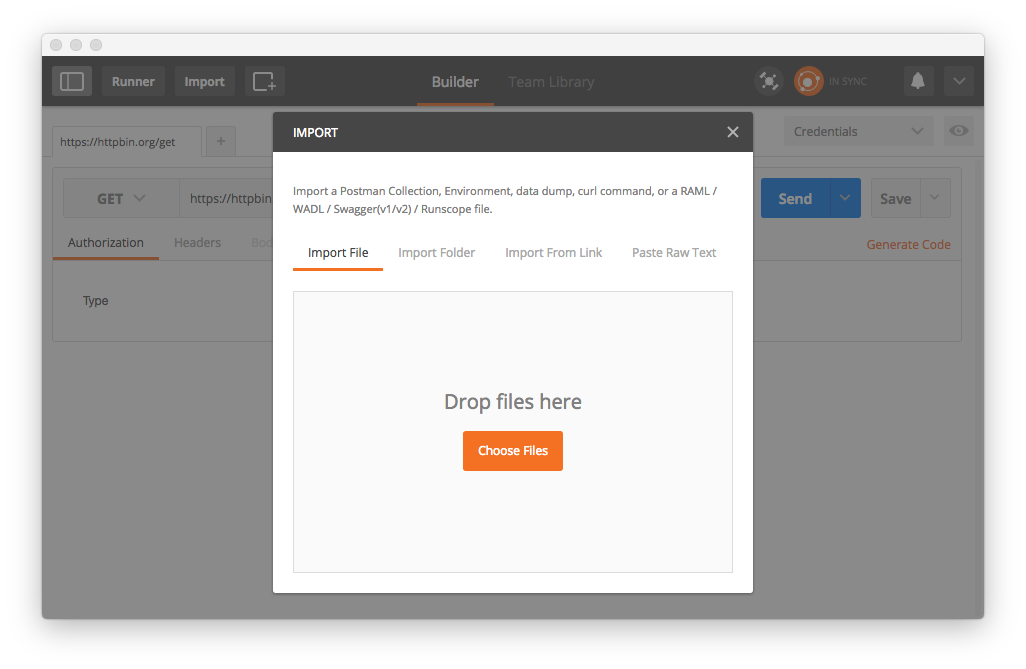 Runner
Import
Builder
Team Library
IN SYNC
https://httpbin.org/get
+
Credentials
IMPORT
GET
https://httpbin
Send
Save
Import a Postman Collection, Environment, data dump, curl command, or a RAML /
WADL / Swagger(v1/v2) / Runscope file.
Authorization
Headers
Bod
Generate Code
Import File
Import Folder
Import From Link
Paste Raw Text
Type
Drop files here
Choose Files